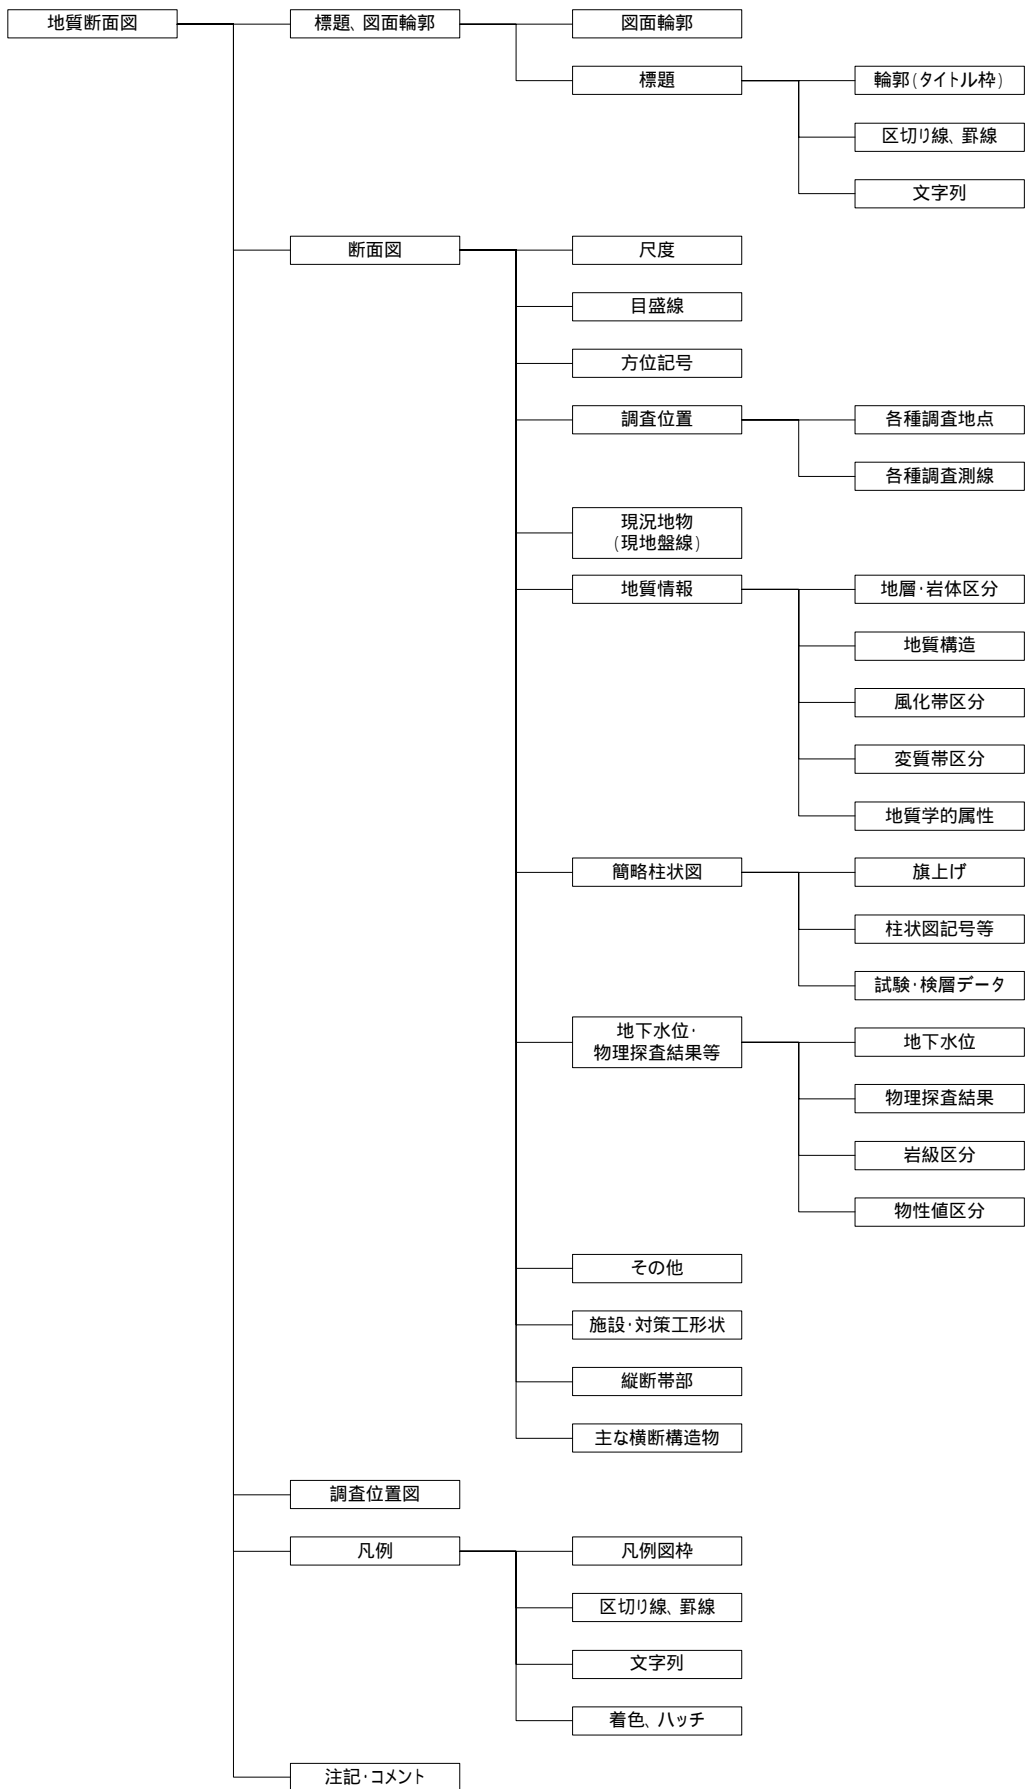 地質断面図
標題、図面輪郭
図面輪郭
標題
輪郭(タイトル枠)
区切り線、罫線
文字列
断面図
尺度
目盛線
方位記号
調査位置
各種調査地点
各種調査測線
現況地物
(現地盤線)
地質情報
地層・岩体区分
地質構造
風化帯区分
変質帯区分
地質学的属性
簡略柱状図
旗上げ
柱状図記号等
試験・検層データ
地下水位・
物理探査結果等
地下水位
物理探査結果
岩級区分
物性値区分
その他
施設・対策工形状
縦断帯部
主な横断構造物
調査位置図
凡例
凡例図枠
区切り線、罫線
文字列
着色、ハッチ
注記・コメント